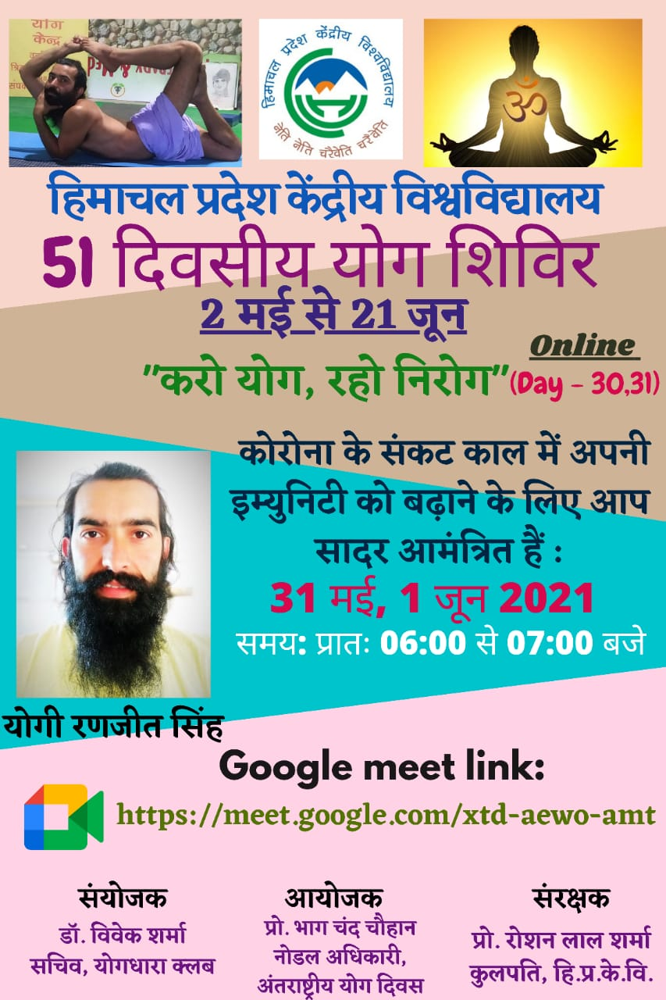 योग
केन्द्र
हिमाचल प्रदेश केंद्रीय विश्वविद्यालय
नेति नेति चरैवेति चरैवेति
ॐ
हिमाचल प्रदेश केंद्रीय विश्वविद्यालय
51 दिवसीय योग शिविर
2 मई से 21 जून
Online
"करो योग, रहो निरोग" (Day - 30,31)
कोरोना के संकट काल में अपनी
इम्युनिटी को बढ़ाने के लिए आप
सादर आमंत्रित हैं :
31 मई, 1 जून 2021
समय: प्रातः 06:00 से 07:00 बजे
योगी रणजीत सिंह
Google meet link:
https://meet.google.com/xtd-aewo-amt
संयोजक
डॉ. विवेक शर्मा
सचिव, योगधारा क्लब
आयोजक
प्रो. भाग चंद चौहान
नोडल अधिकारी,
अंतराष्ट्रीय योग दिवस
संरक्षक
प्रो. रोशन लाल शर्मा
कुलपति, हि.प्र.के.वि.